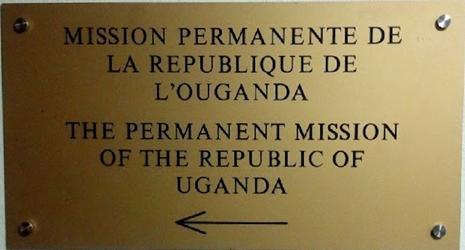 MISSION PERMANENTE DE
LA REPUBLIQUE DE
L'OUGANDA
THE PERMANENT MISSION
OF THE REPUBLIC OF
UGANDA